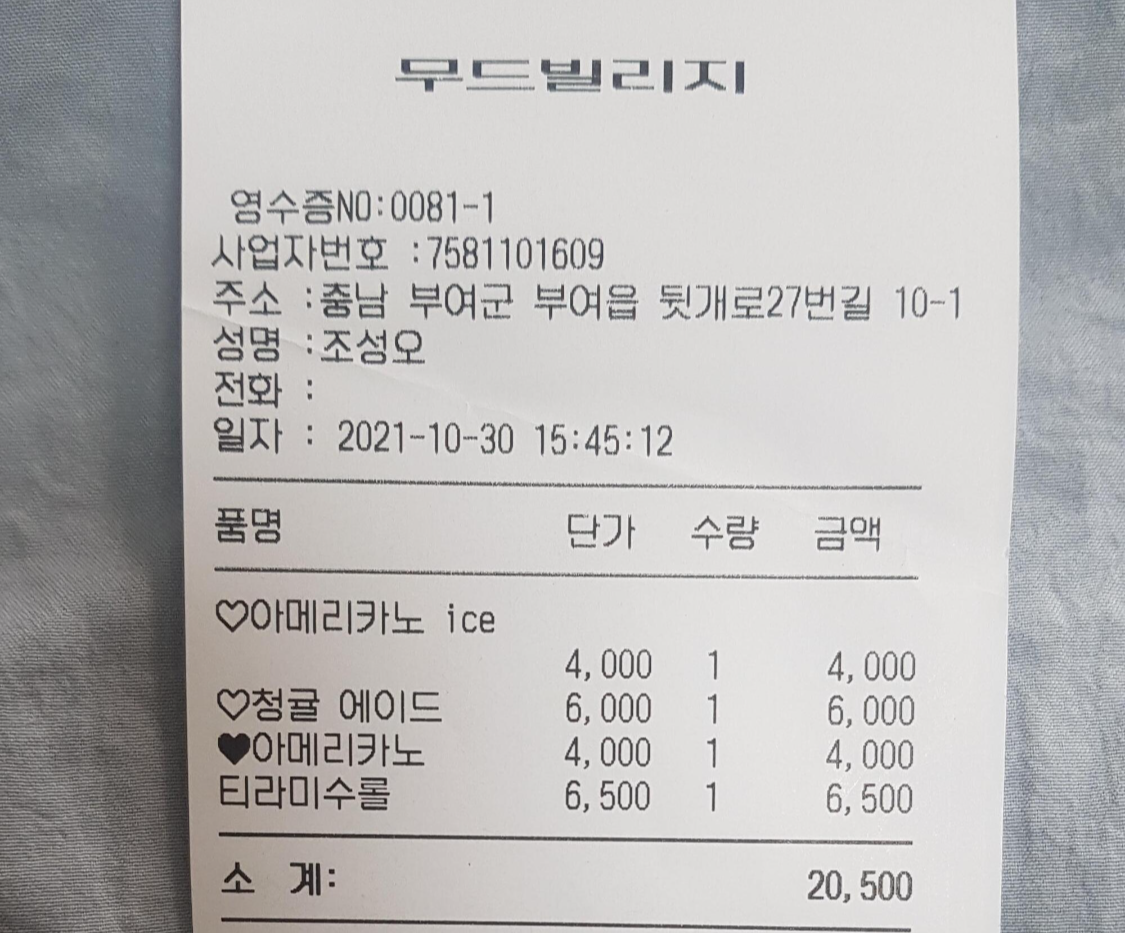 무드빌리지
영수증NO:0081-1
사업자번호 :7581101609
주소 :충남 부여군 부여읍 뒷개로27번길 10-1
성명 :조성오
전화 :
일자 : 2021-10-30 15:45:12
품명 단가 수량 금액
♡아메리카노 ice
4,000 1 4,000
♡청귤 에이드 6,000 1 6,000
♥아메리카노 4,000 1 4,000
티라미수롤 6,500 1 6,500
소 계: 20,500